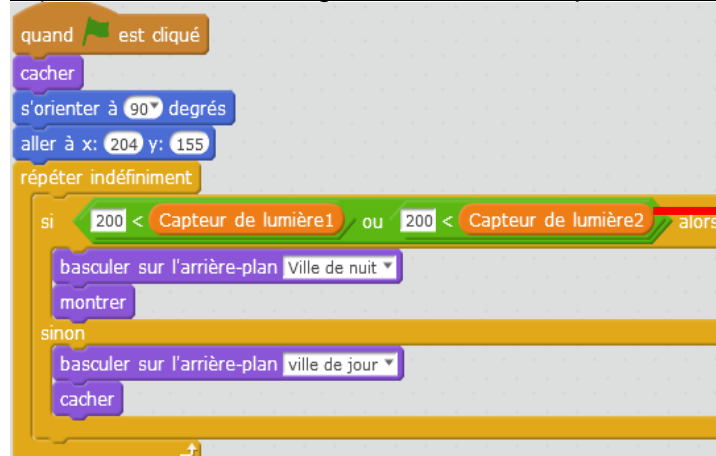 quand est cliqué
cacher
s'orienter à 90 degrés
aller à x: 204 y: 155
répéter indéfiniment
si 200 < Capteur de lumière1 ou 200 < Capteur de lumière2 alors
basculer sur l'arrière-plan Ville de nuit
montrer
sinon
basculer sur l'arrière-plan ville de jour
cacher